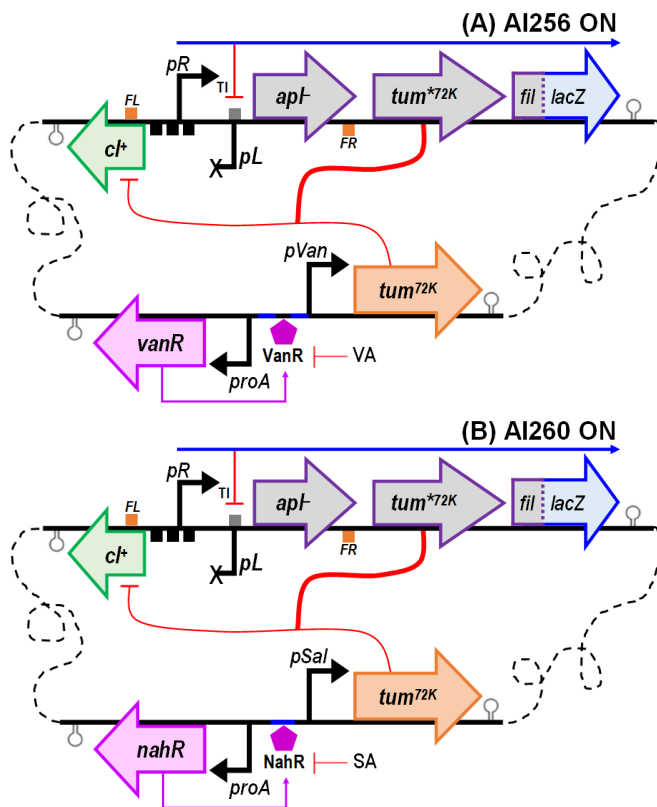 (A) AI256 ON
pR
TI
FL
apl-
tum*72K
fil
lacZ
cI+
pL
FR
pVan
tum72K
vanR
VanR
VA
proA
(B) AI260 ON
pR
TI
FL
apl-
tum*72K
fil
lacZ
cI+
pL
FR
pSal
tum72K
nahR
NahR
SA
proA